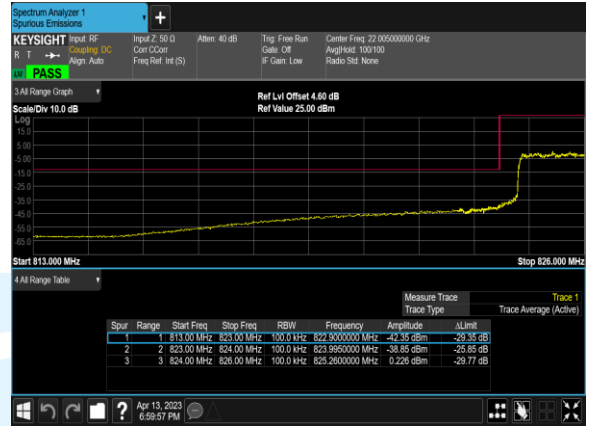 Spectrum Analyzer 1
Spurious Emissions
KEYSIGHT Input: RF Input Z: 50 Ω Atten: 40 dB Trig: Free Run Center Freq: 22.005000000 GHz
R T Coupling: DC Corr CCorr Gate: Off Avg|Hold: 100/100
Align: Auto Freq Ref: Int (S) IF Gain: Low Radio Std: None
PASS
3 All Range Graph
Ref Lvl Offset 4.60 dB
Scale/Div 10.0 dB Ref Value 25.00 dBm
Log
15.0
5.00
-5.00
-15.0
-25.0
-35.0
-45.0
-55.0
-65.0
Start 813.000 MHz Stop 826.000 MHz
4 All Range Table
Measure Trace Trace 1
Trace Type Trace Average (Active)
Spur Range Start Freq Stop Freq RBW Frequency Amplitude ΔLimit
1 1 813.00 MHz 823.00 MHz 100.0 kHz 822.9000000 MHz -42.35 dBm -29.35 dB
2 2 823.00 MHz 824.00 MHz 100.0 kHz 823.9950000 MHz -38.85 dBm -25.85 dB
3 3 824.00 MHz 826.00 MHz 100.0 kHz 825.2600000 MHz 0.226 dBm -29.77 dB
Apr 13, 2023
6:59:57 PM